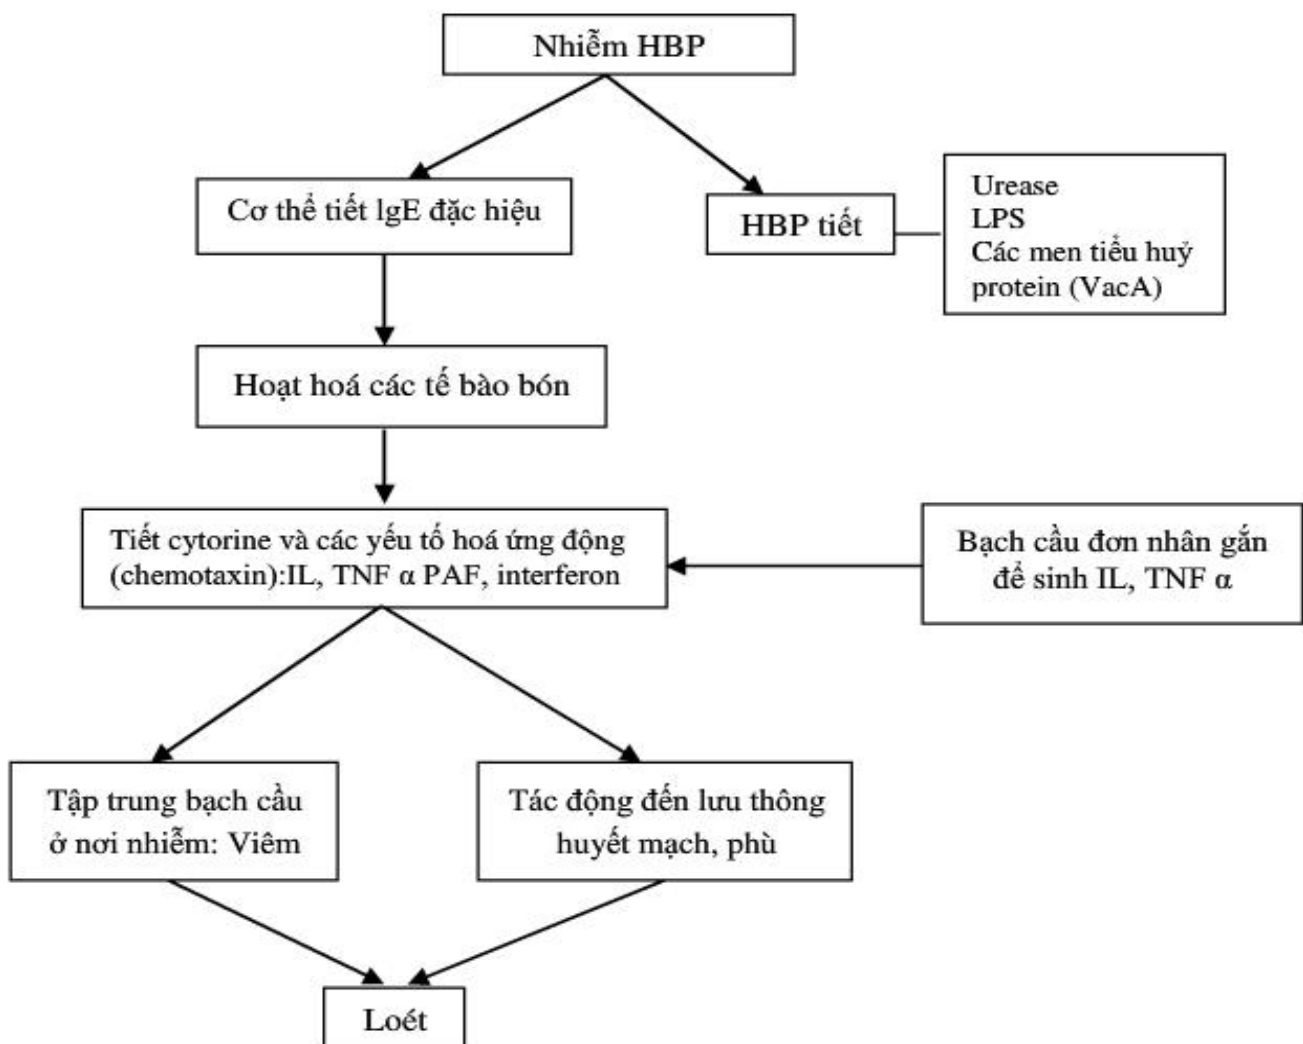 Nhiễm HBP
Cơ thể tiết lgE đặc hiệu
HBP tiết
Urease
LPS
Các men tiểu huỷ
protein (VacA)
Hoạt hoá các tế bào bón
Tiết cytorine và các yếu tố hoá ứng động
(chemotaxin):IL, TNF α PAF, interferon
Bạch cầu đơn nhân gắn
để sinh IL, TNF α
Tập trung bạch cầu
ở nơi nhiễm: Viêm
Tác động đến lưu thông
huyết mạch, phù
Loét